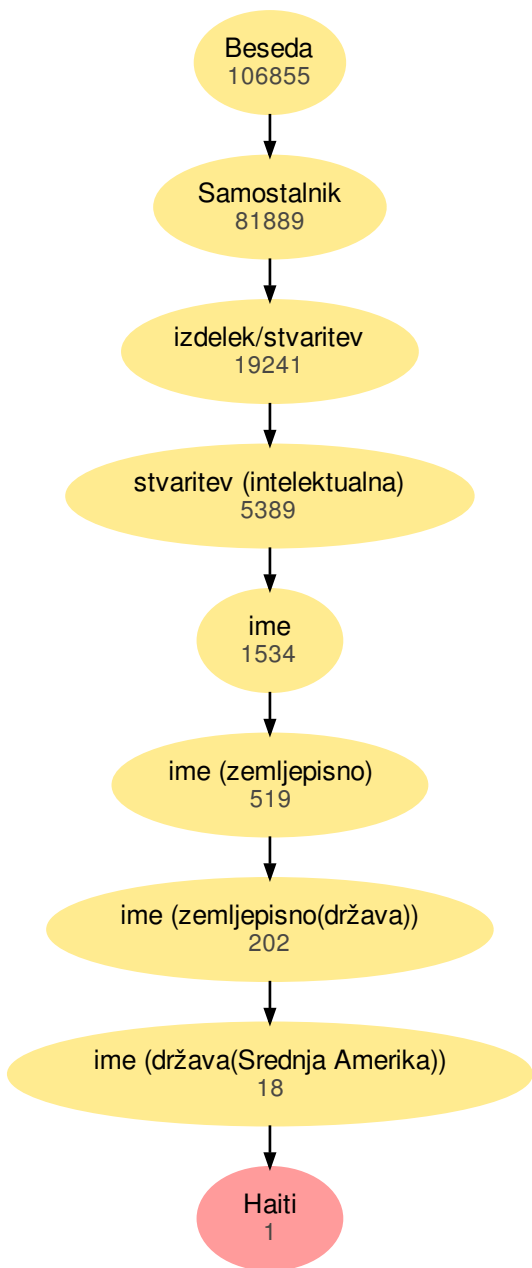 Beseda
106855
Samostalnik
81889
izdelek/stvaritev
19241
stvaritev (intelektualna)
5389
ime
1534
ime (zemljepisno)
519
ime (zemljepisno(država))
202
ime (država(Srednja Amerika))
18
Haiti
1